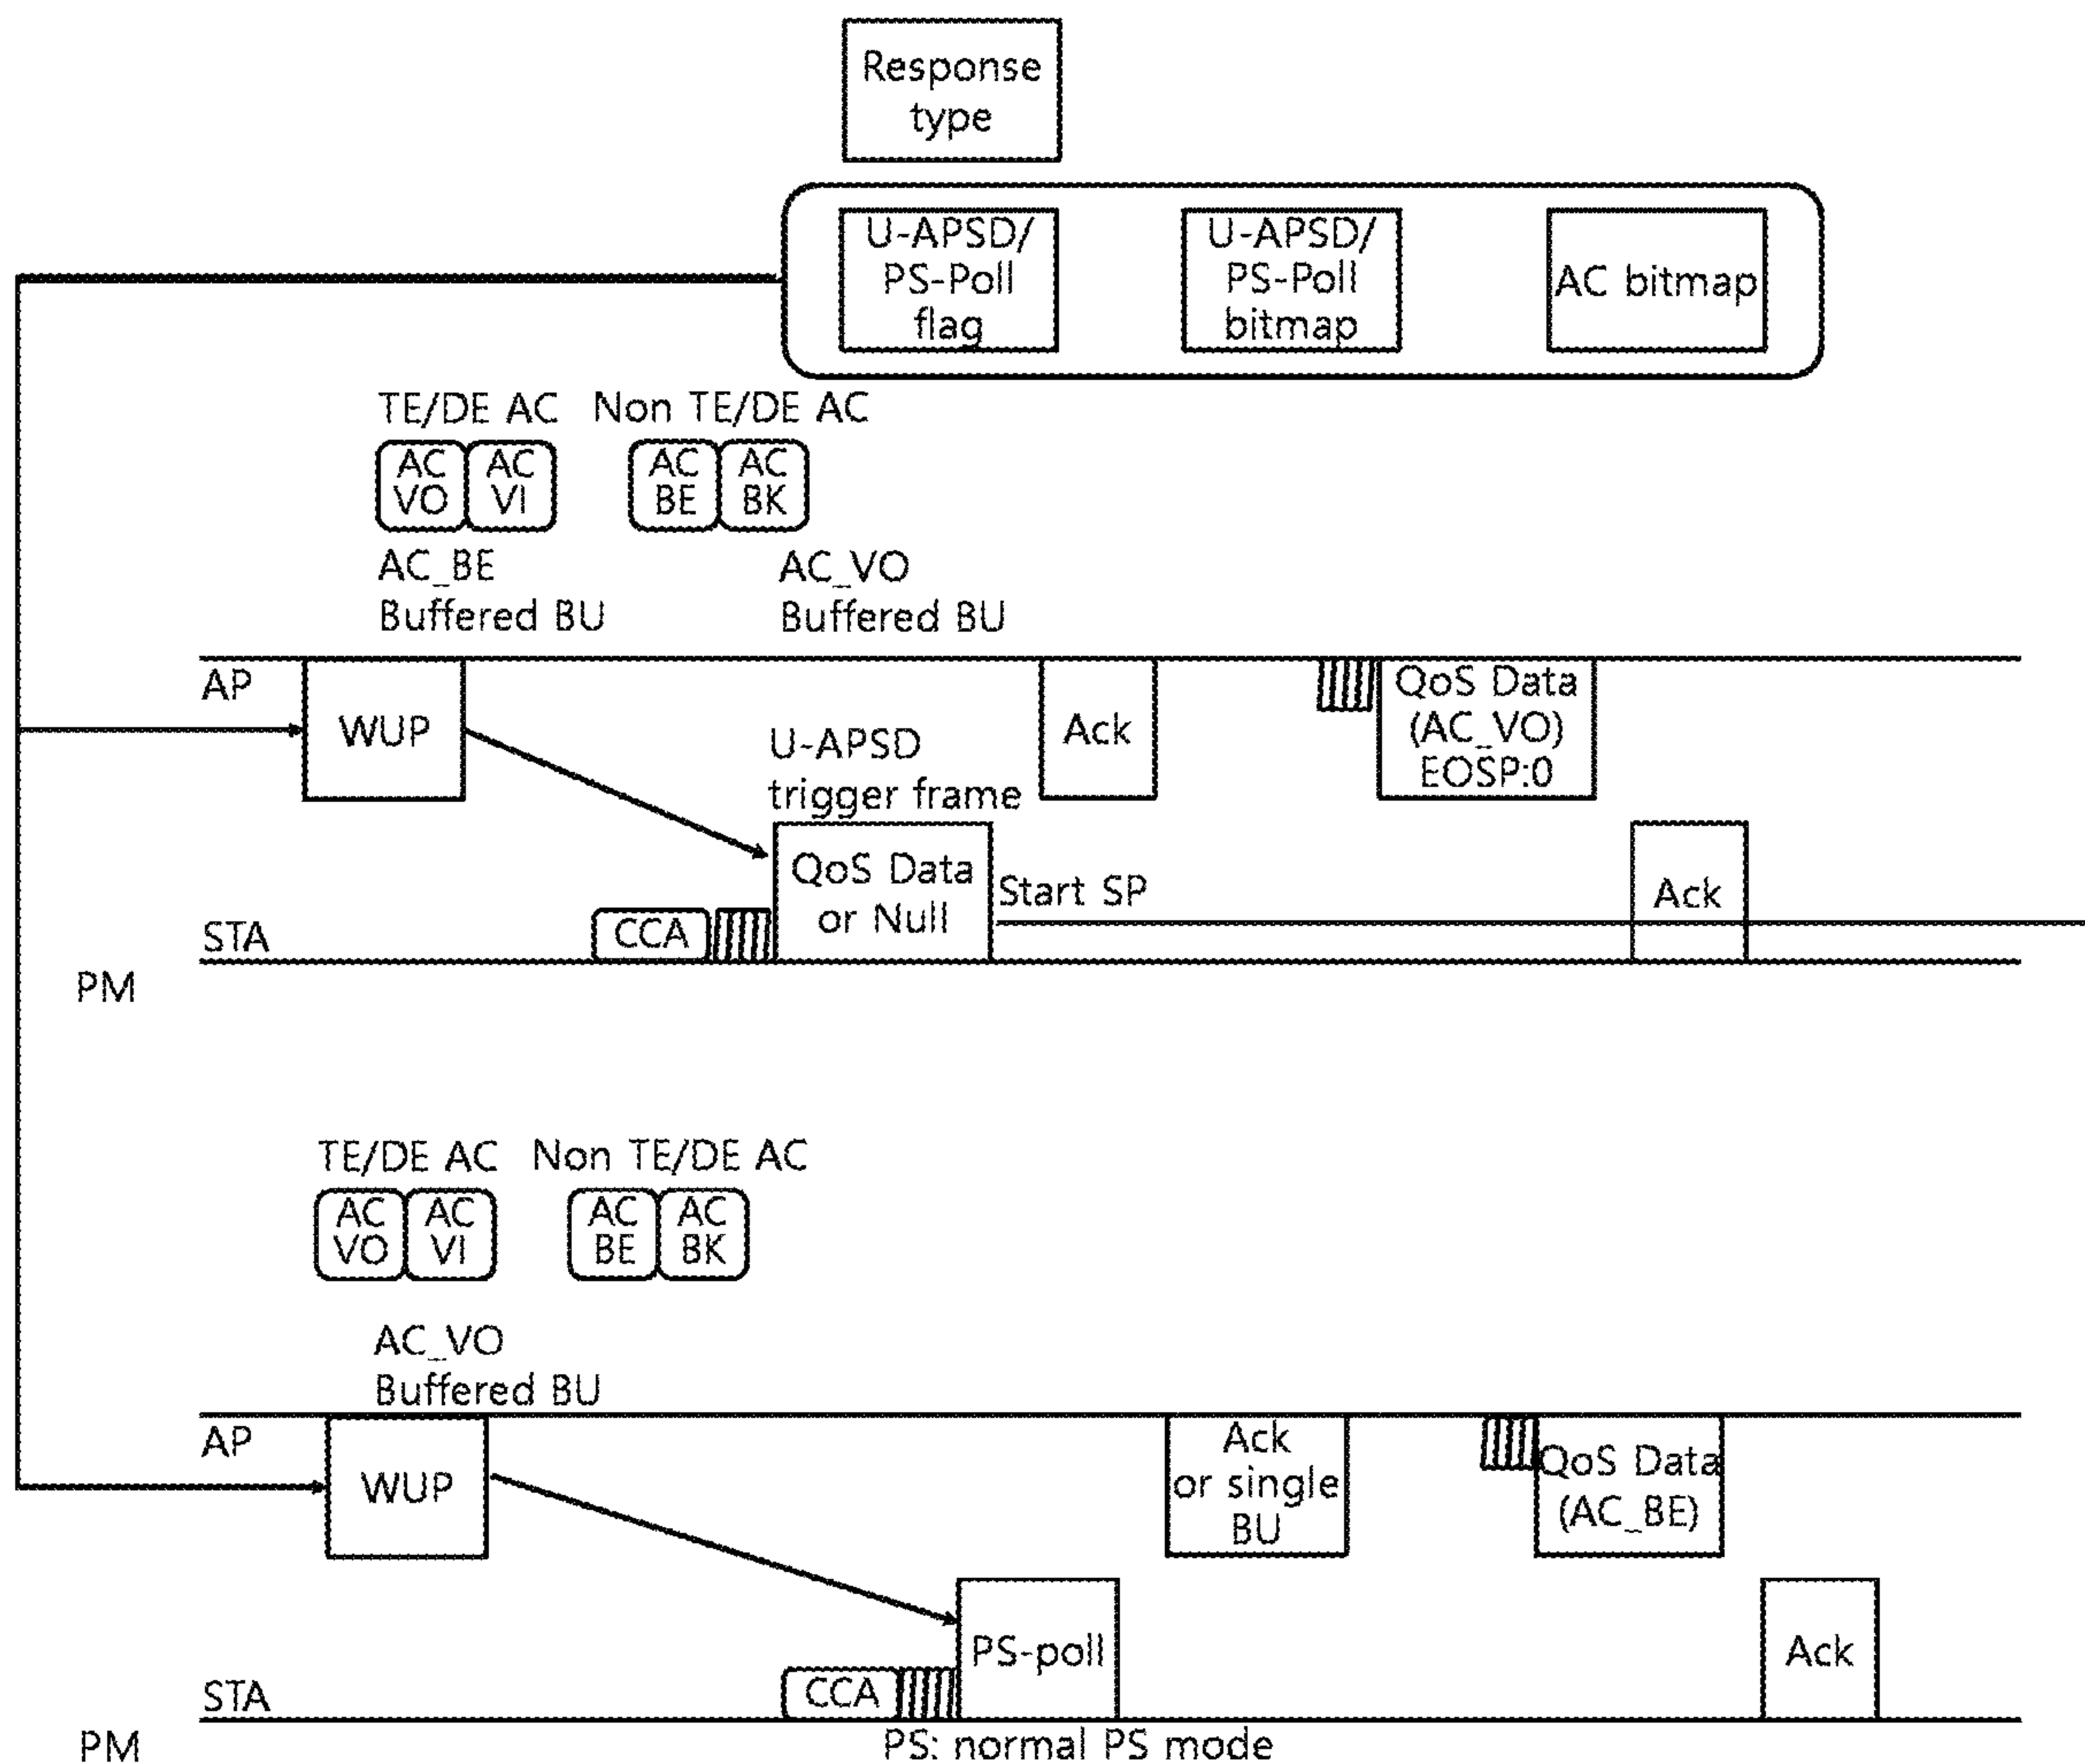 Response
type
U-APSD/
PS-Poll
flag
U-APSD/
PS-Poll
bitmap
AC bitmap
TE/DE AC
Non TE/DE AC
AC
VO
AC
VI
AC
BE
AC
BK
AC_BE
Buffered BU
AC_VO
Buffered BU
AP
WUP
U-APSD
trigger frame
Ack
QoS Data
(AC_VO)
EOSP:0
STA
CCA
QoS Data
or Null
Start SP
Ack
PM
TE/DE AC
Non TE/DE AC
AC
VO
AC
VI
AC
BE
AC
BK
AC_VO
Buffered BU
AP
WUP
Ack
or single
BU
QoS Data
(AC_BE)
STA
CCA
PS-poll
Ack
PM
PS: normal PS mode